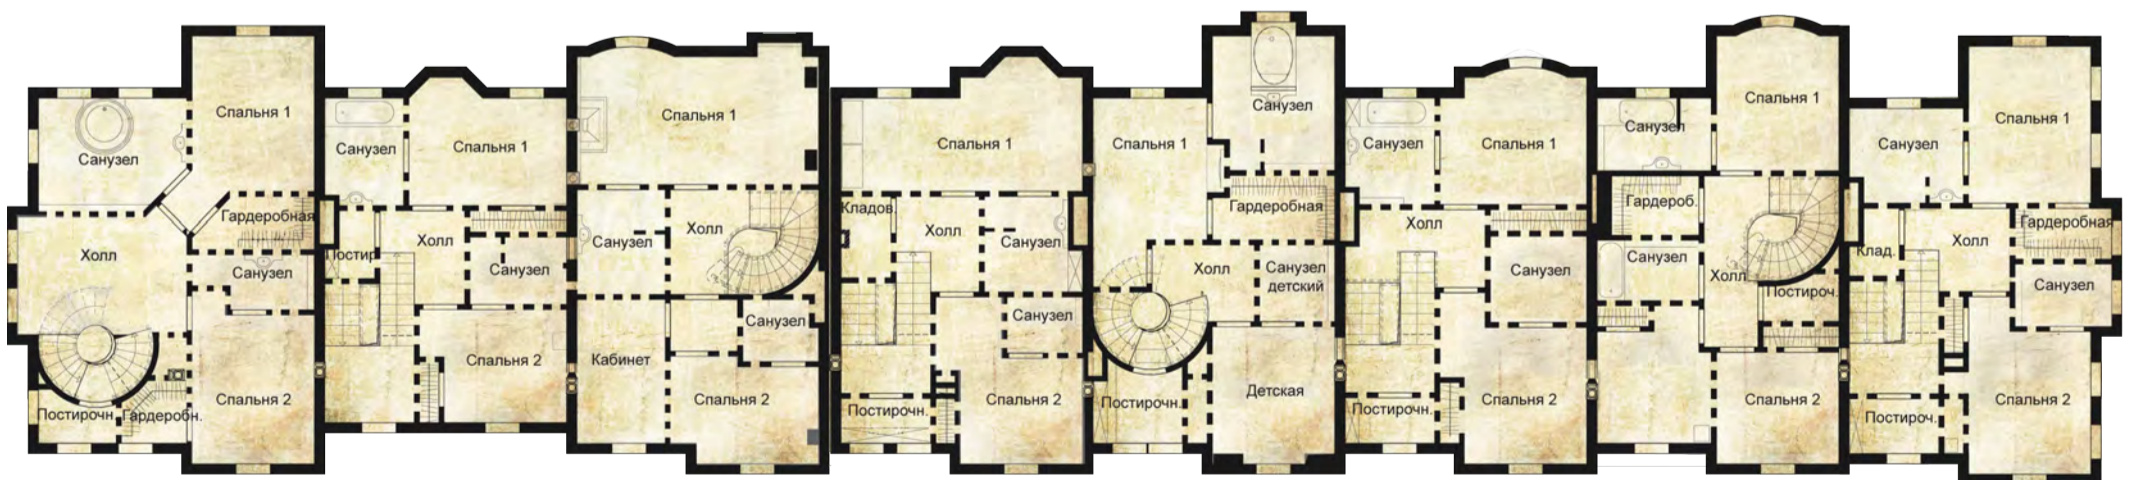 Санузел
Спальня 1
Гардеробная
Холл
Санузел
Спальня 2
Постирочн.
Гардеробн.
Санузел
Спальня 1
Постир
Холл
Санузел
Спальня 2
Спальня 1
Санузел
Холл
Кабинет
Санузел
Спальня 2
Спальня 1
Кладов.
Холл
Санузел
Санузел
Постирочн.
Спальня 2
Спальня 1
Санузел
Гардеробная
Холл
Санузел
детский
Постирочн.
Детская
Санузел
Спальня 1
Холл
Санузел
Постирочн.
Спальня 2
Санузел
Спальня 1
Гардероб.
Санузел
Холл
Постироч.
Спальня 2
Санузел
Спальня 1
Клад.
Холл
Гардеробная
Санузел
Постироч.
Спальня 2